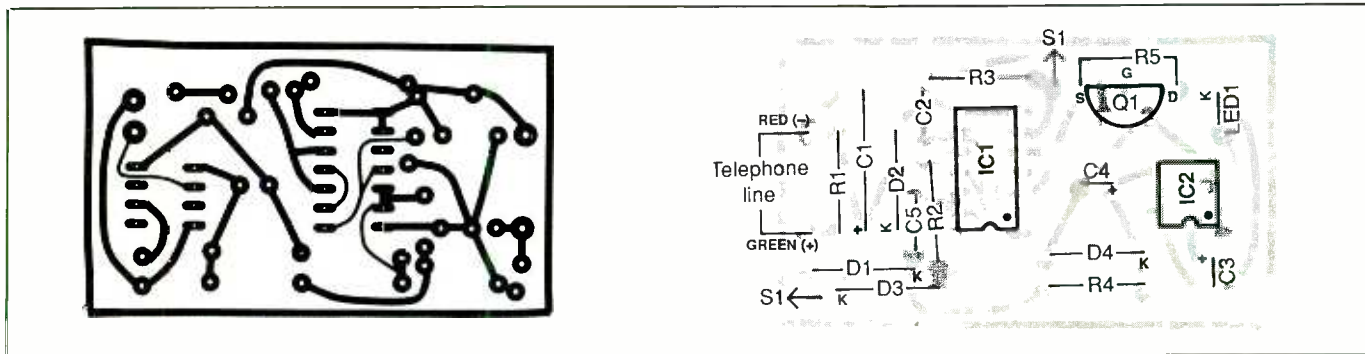 S1
R5
R3
S G D
Q1
K
LED1
RED (–)
C2
IC1
Telephone
line
R1
C1
D2
C4
+
IC2
K
C5
R2
GREEN (+)
+
D1
K
D4
K
+
C3
S1
K
D3
R4